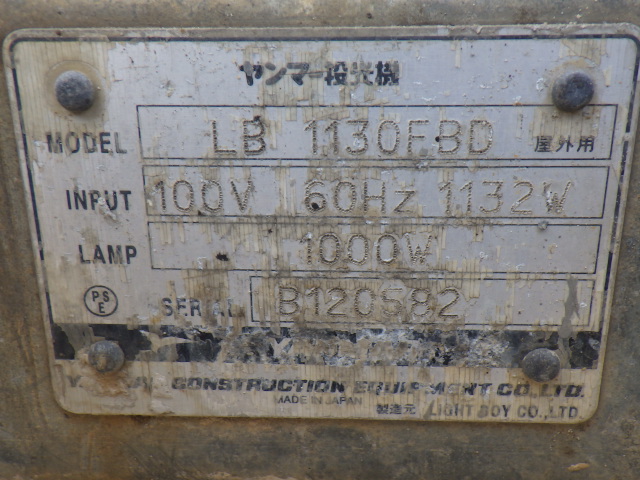 ヤンマー投光機
MODEL LB 1130FBD 屋外用
INPUT 100V 60Hz 1132W
LAMP 1000W
PSE SERIAL B120582
CONSTRUCTION EQUIPMENT CO.,LTD.
MADE IN JAPAN 製造元 LIGHT BOY CO.,LTD.